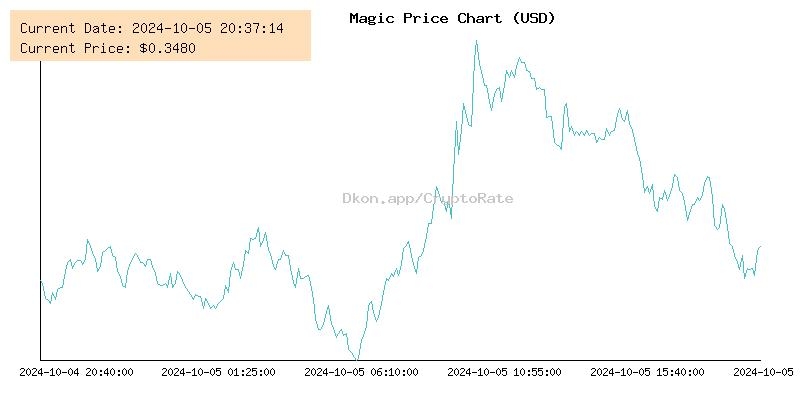 Magic Price Chart (USD)
Current Date: 2024-10-05 20:37:14
Current Price: $0.3480
Dkon.app/CryptoRate
2024-10-04 20:40:00 2024-10-05 01:25:00 2024-10-05 06:10:00 2024-10-05 10:55:00 2024-10-05 15:40:00 2024-10-05